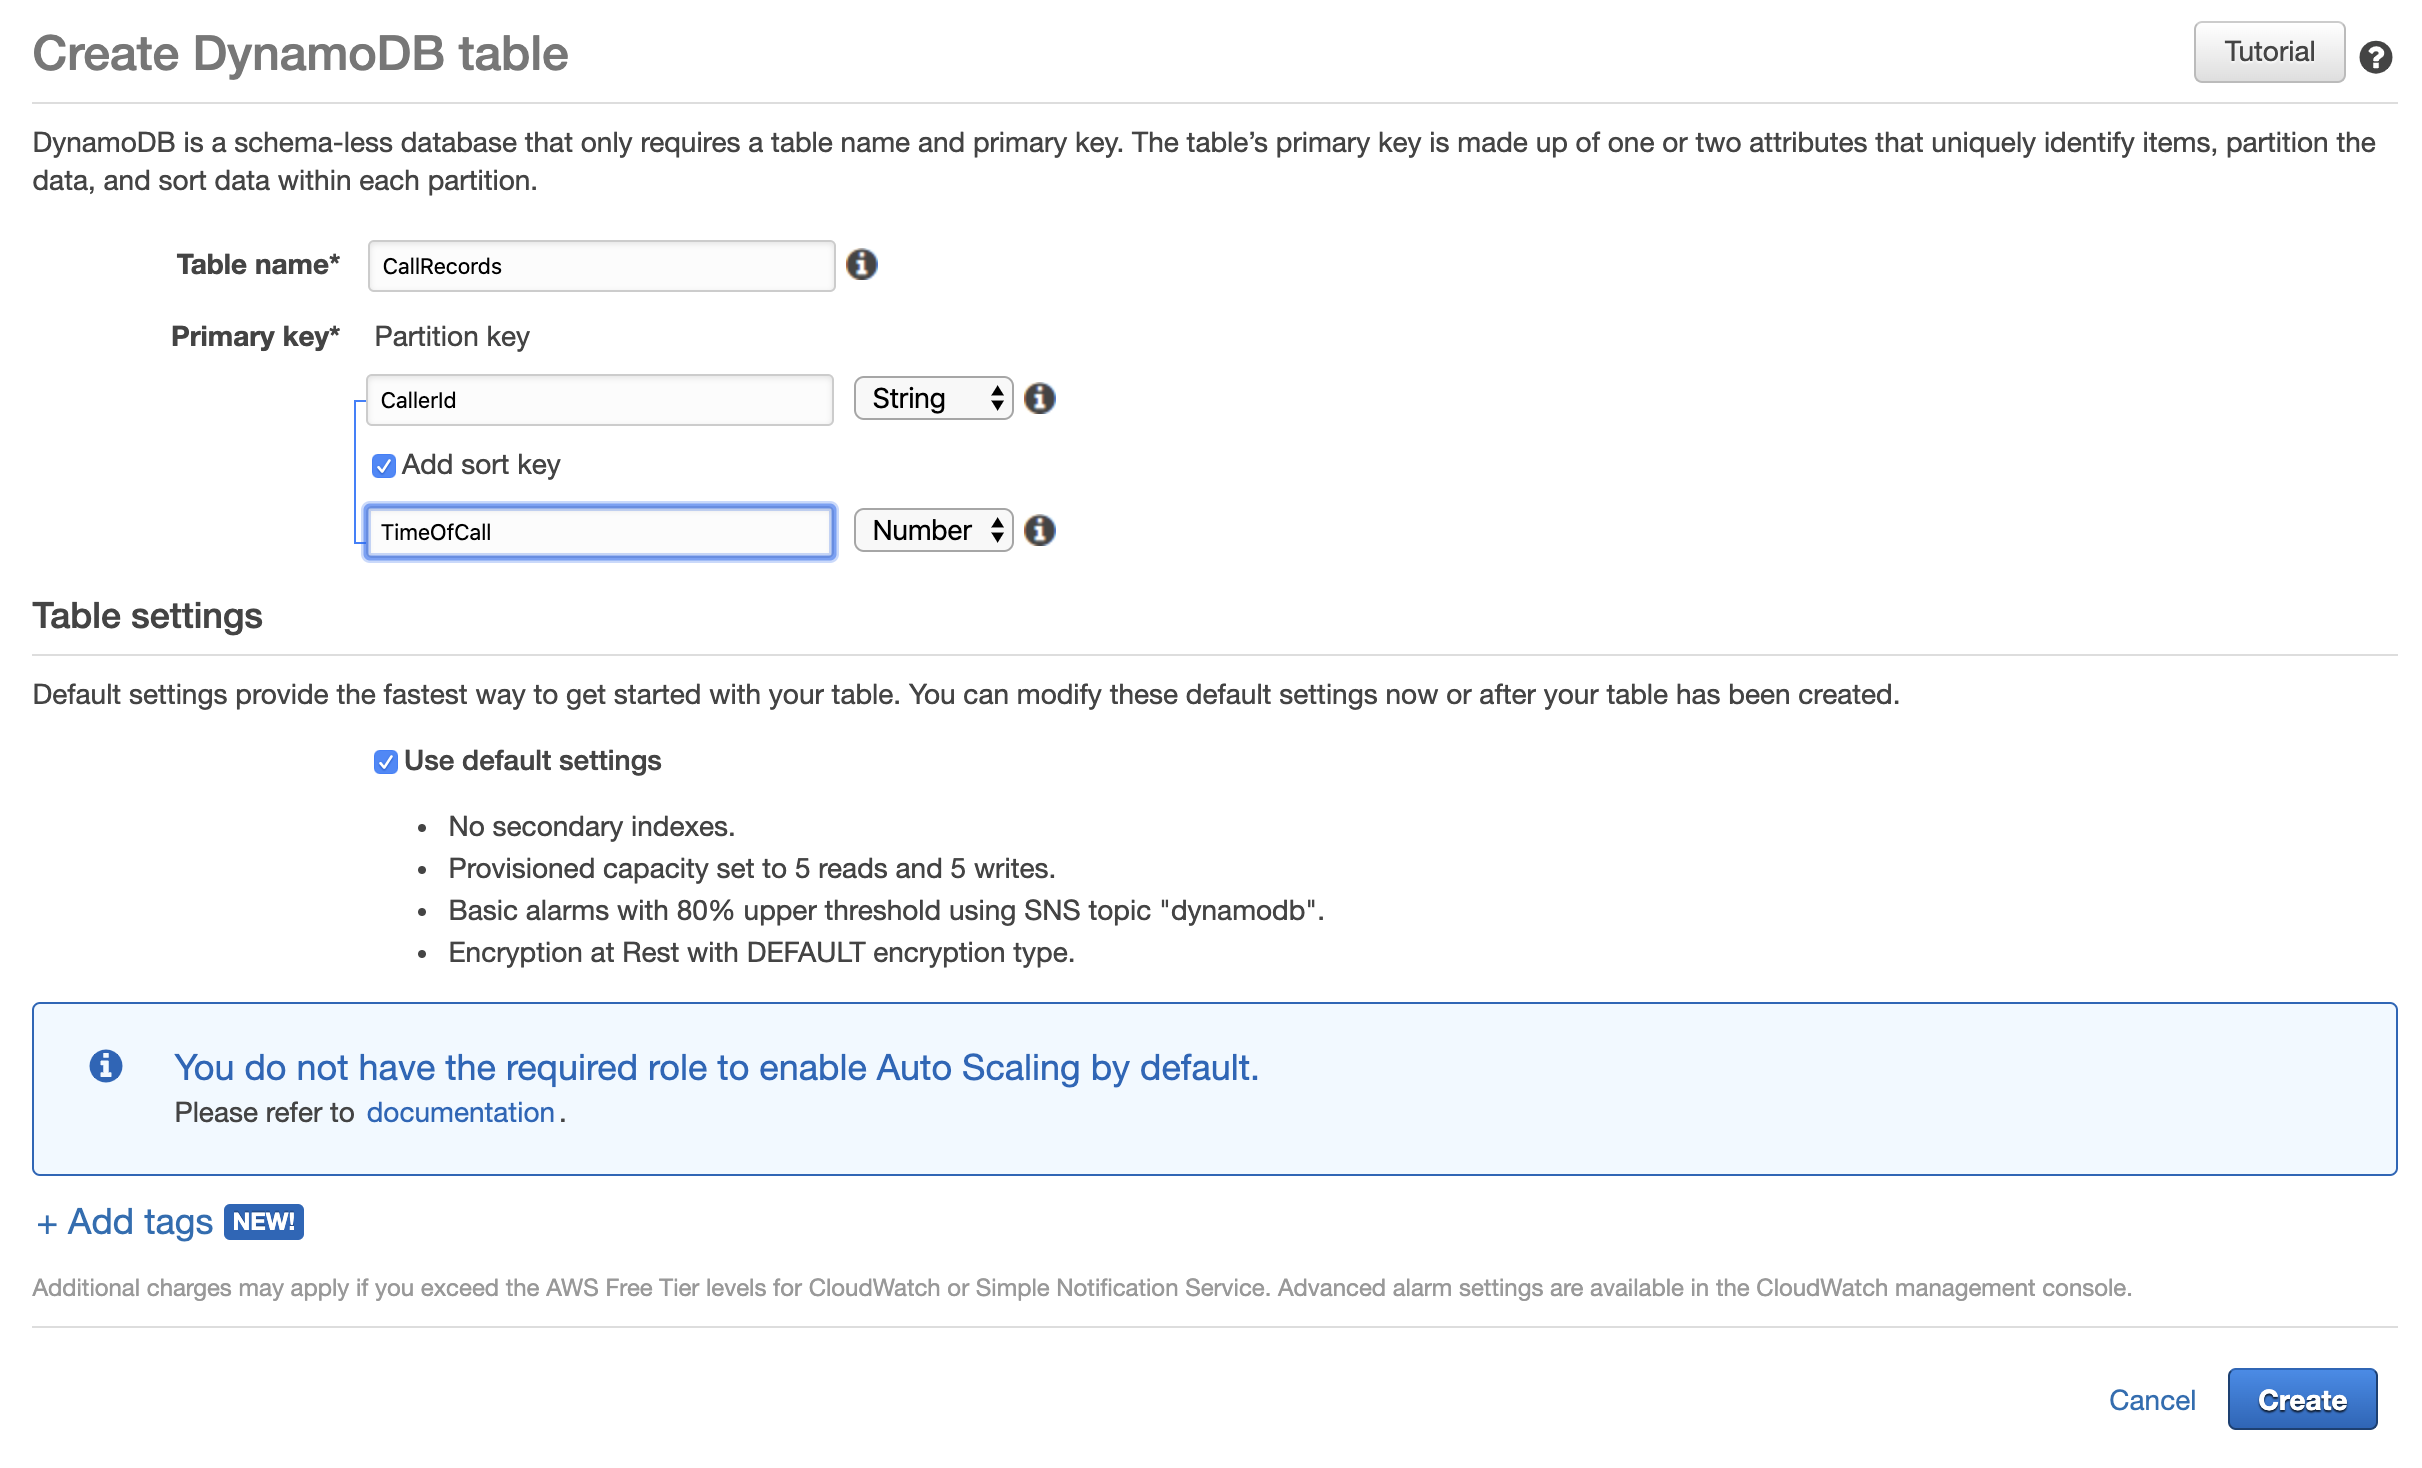 Create DynamoDB table
Tutorial
DynamoDB is a schema-less database that only requires a table name and primary key. The table’s primary key is made up of one or two attributes that uniquely identify items, partition the
data, and sort data within each partition.
Table name* CallRecords
Primary key* Partition key
CallerId String
Add sort key
TimeOfCall Number
Table settings
Default settings provide the fastest way to get started with your table. You can modify these default settings now or after your table has been created.
Use default settings
• No secondary indexes.
• Provisioned capacity set to 5 reads and 5 writes.
• Basic alarms with 80% upper threshold using SNS topic "dynamodb".
• Encryption at Rest with DEFAULT encryption type.
You do not have the required role to enable Auto Scaling by default.
Please refer to documentation.
+ Add tags NEW!
Additional charges may apply if you exceed the AWS Free Tier levels for CloudWatch or Simple Notification Service. Advanced alarm settings are available in the CloudWatch management console.
Cancel Create